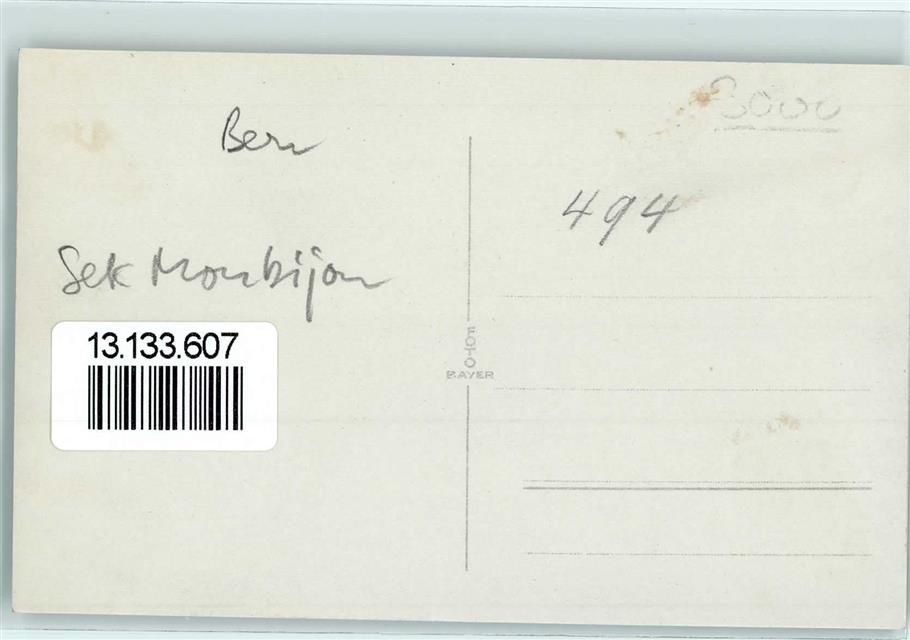 Bern
Sek Monbijou
13.133.607
3000
494
FOTO
BAYER